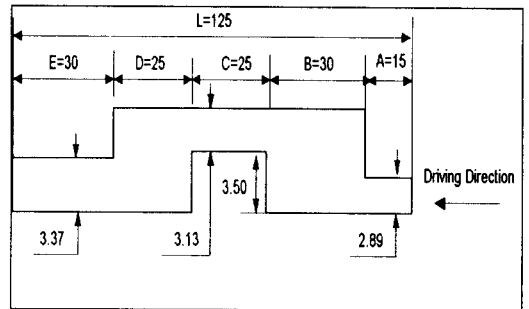 L=125
E=30 D=25 C=25 B=30 A=15
3.50
Driving Direction
3.37 3.13 2.89